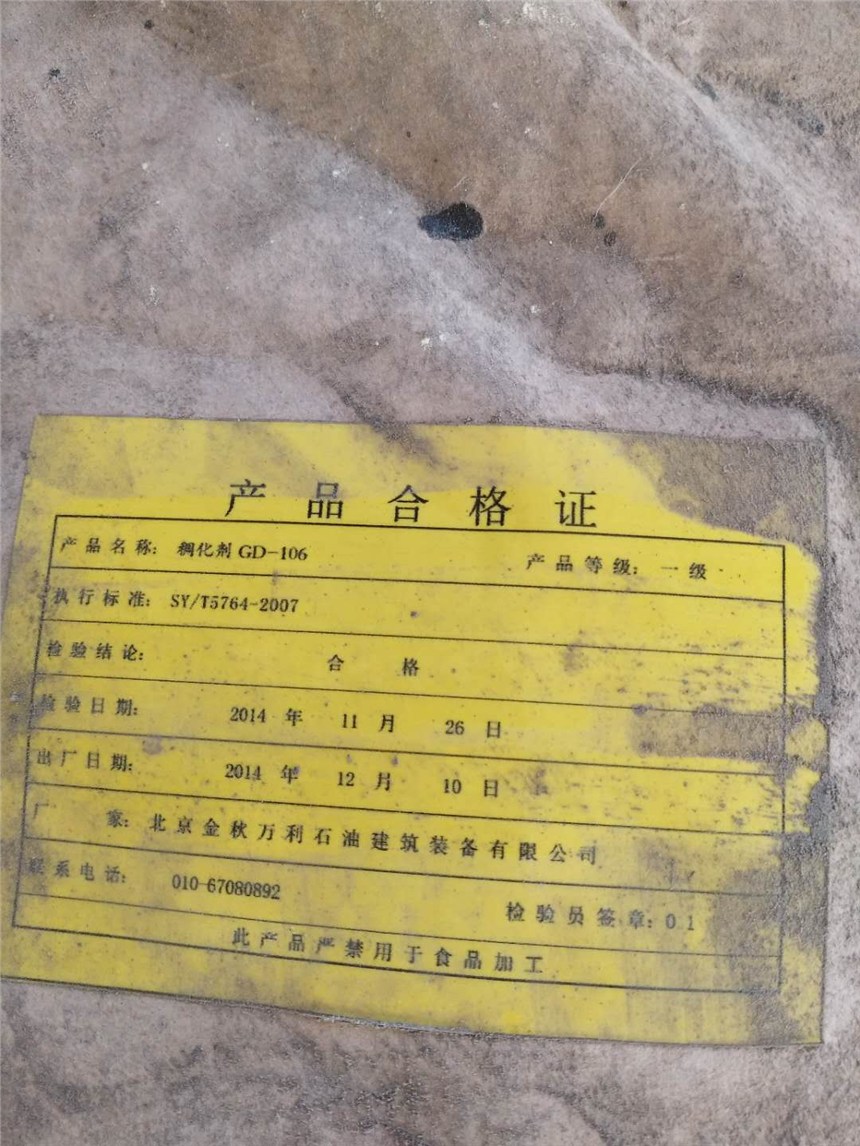 产品合格证
产品名称: 稠化剂 GD-106 产品等级: 一级
执行标准: SY/T5764-2007
检验结论: 合格
检验日期: 2014 年 11 月 26 日
出厂日期: 2014 年 12 月 10 日
厂家: 北京金秋万利石油建筑装备有限公司
联系电话: 010-67080892 检验员签章: 01
此产品严禁用于食品加工